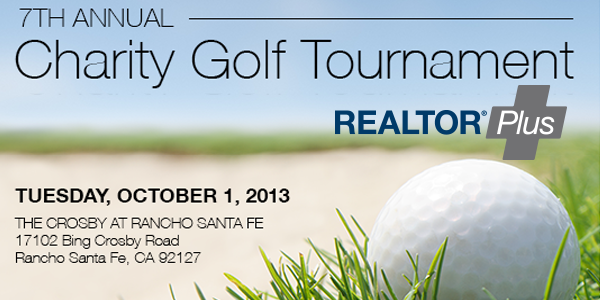 7TH ANNUAL
Charity Golf Tournament
REALTOR® Plus
TUESDAY, OCTOBER 1, 2013
THE CROSBY AT RANCHO SANTA FE
17102 Bing Crosby Road
Rancho Santa Fe, CA 92127